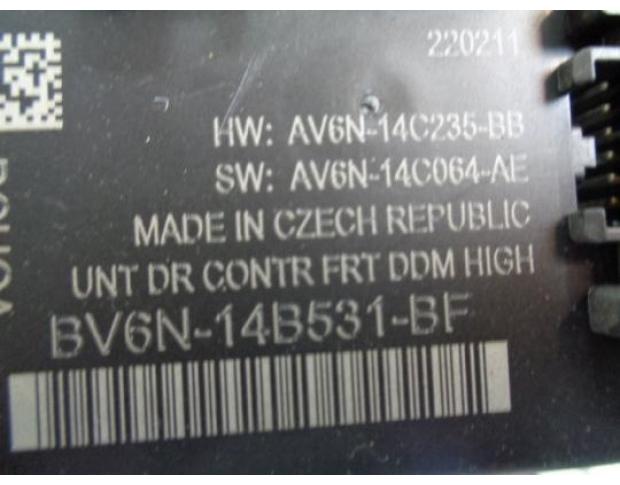 220211
HW: AV6N-14C235-BB
SW: AV6N-14C064-AE
MADE IN CZECH REPUBLIC
UNT DR CONTR FRT DDM HIGH
BV6N-14B531-BF